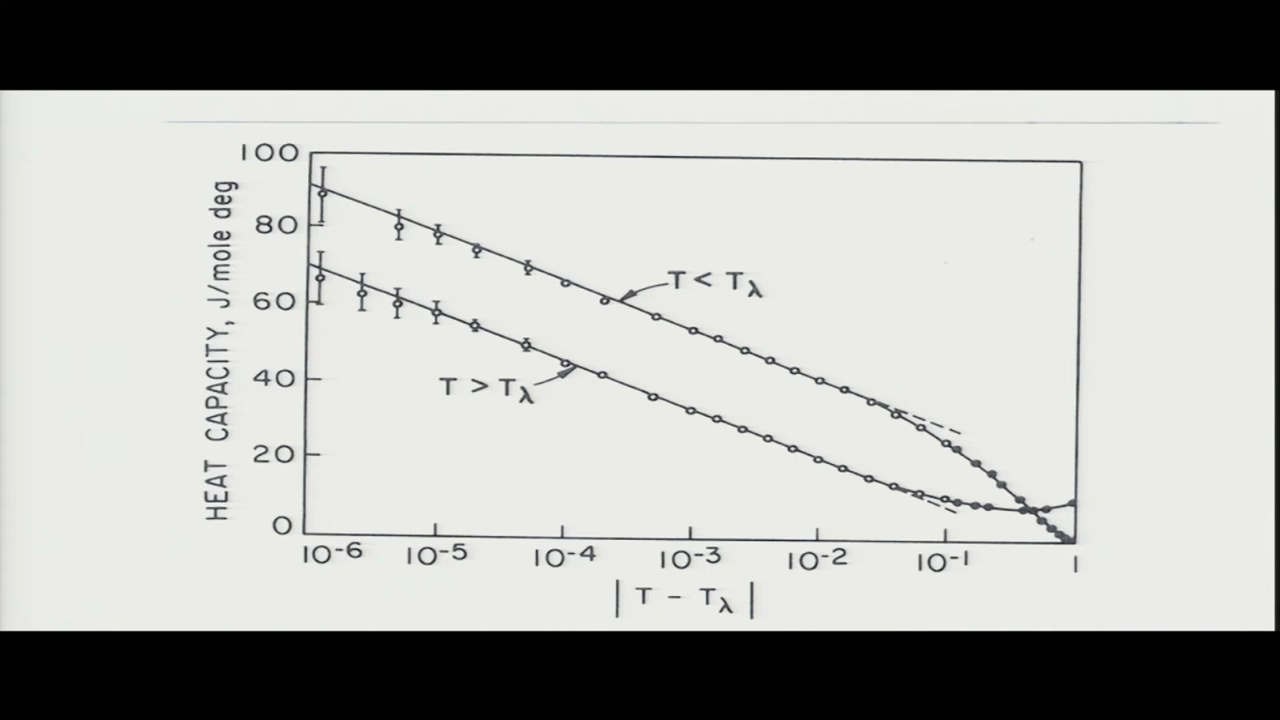 100
80
60
40
20
0
HEAT CAPACITY, J/mole deg
T < Tλ
T > Tλ
10-6 10-5 10-4 10-3 10-2 10-1 1
| T - Tλ |